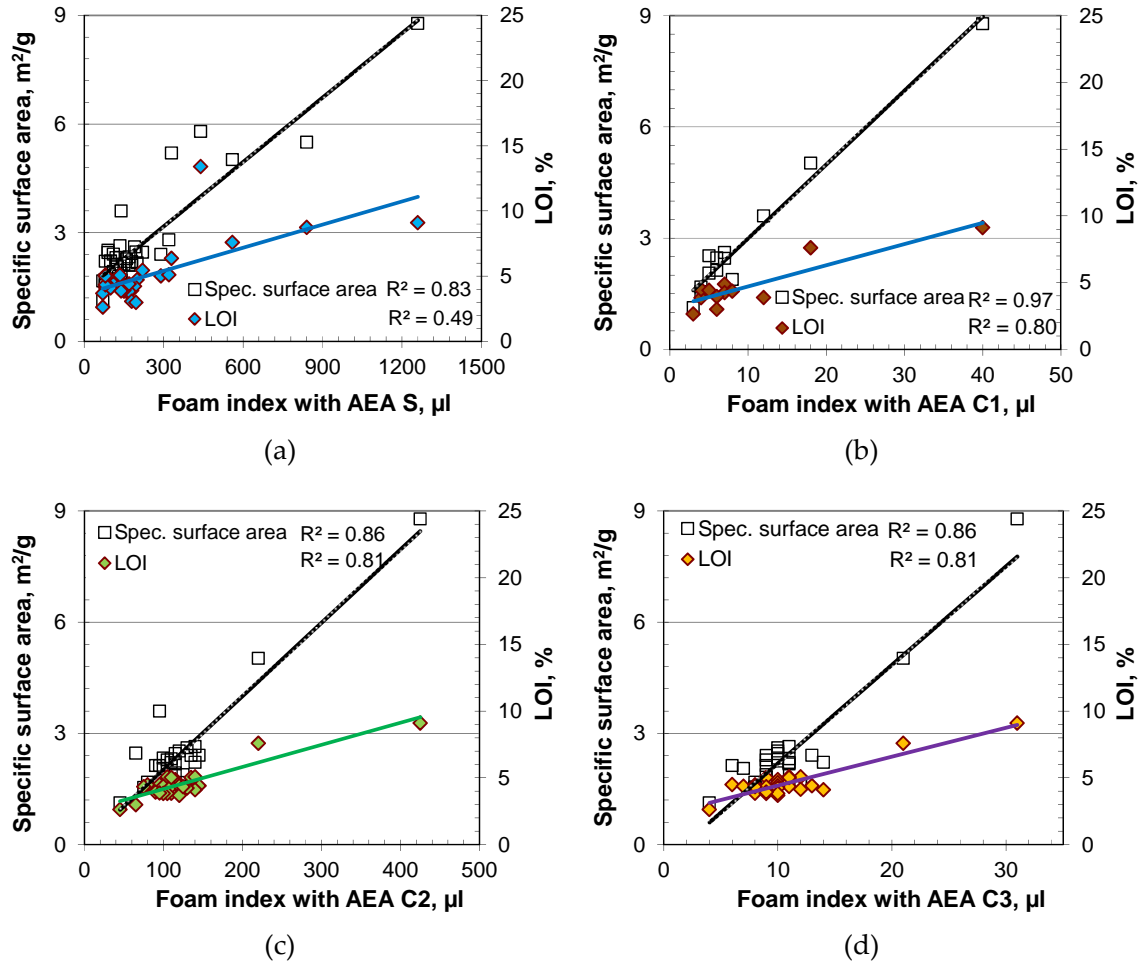 Specific surface area, m²/g
9
6
3
0
25
20
15
10
5
0
LOI, %
Spec. surface area R² = 0.83
LOI R² = 0.49
0 300 600 900 1200 1500
Foam index with AEA S, µl
(a)
Specific surface area, m²/g
9
6
3
0
25
20
15
10
5
0
LOI, %
Spec. surface area R² = 0.97
LOI R² = 0.80
0 10 20 30 40 50
Foam index with AEA C1, µl
(b)
Specific surface area, m²/g
9
6
3
0
25
20
15
10
5
0
LOI, %
Spec. surface area R² = 0.86
LOI R² = 0.81
0 100 200 300 400 500
Foam index with AEA C2, µl
(c)
Specific surface area, m²/g
9
6
3
0
25
20
15
10
5
0
LOI, %
Spec. surface area R² = 0.86
LOI R² = 0.81
0 10 20 30
Foam index with AEA C3, µl
(d)